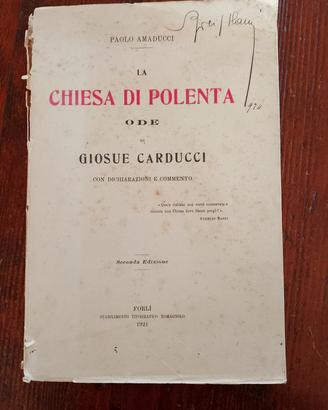 PAOLO AMADUCCI
LA
CHIESA DI POLENTA
ODE
DI
GIOSUE CARDUCCI
CON DICHIARAZIONI E COMMENTO
Seconda Edizione
FORLÌ
STABILIMENTO TIPOGRAFICO ROMAGNOLO
1921